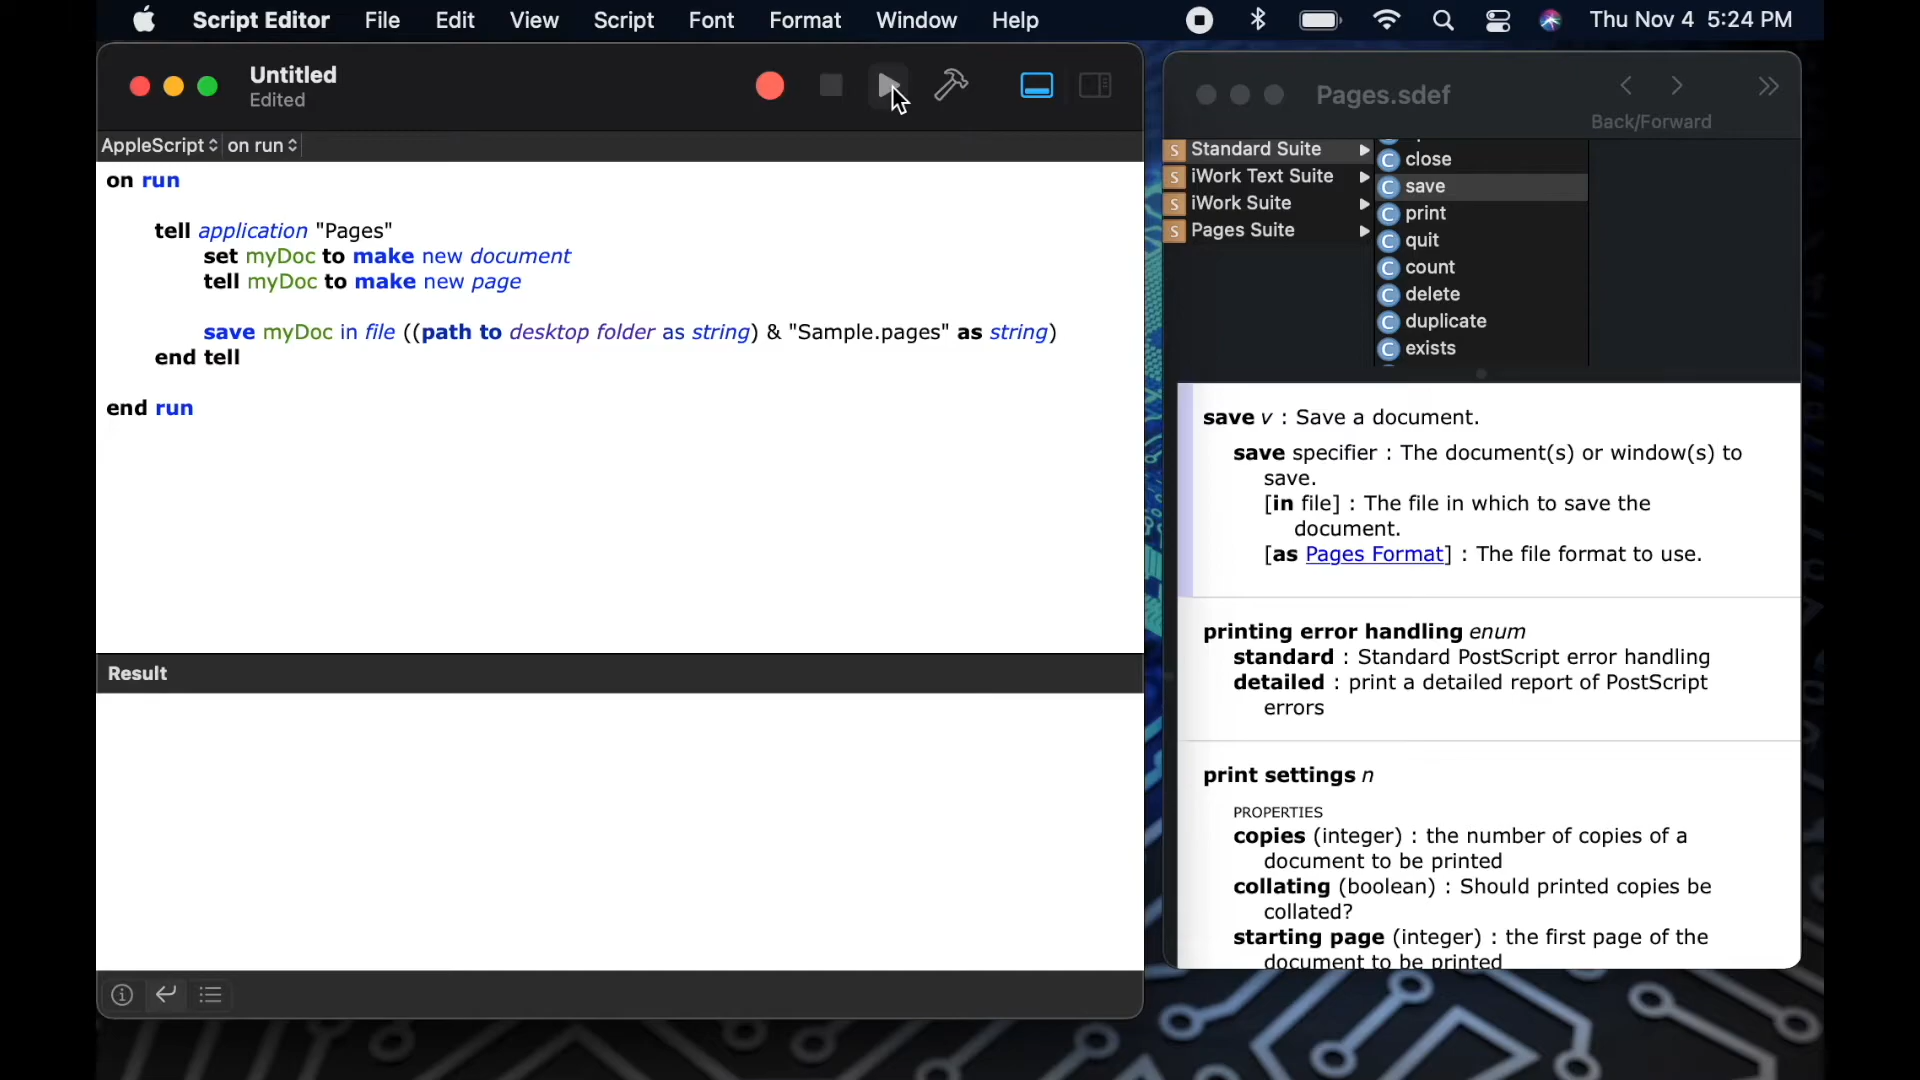 Script Editor File Edit View Script Font Format Window Help Thu Nov 4 5:24 PM
Untitled
Edited
AppleScript on run
on run
tell application "Pages"
set myDoc to make new document
tell myDoc to make new page
save myDoc in file ((path to desktop folder as string) & "Sample.pages" as string)
end tell
end run
Result
Pages.sdef
Back/Forward
S Standard Suite
S iWork Text Suite
S iWork Suite
S Pages Suite
C close
C save
C print
C quit
C count
C delete
C duplicate
C exists
save v : Save a document.
save specifier : The document(s) or window(s) to
save.
[in file] : The file in which to save the
document.
[as Pages Format] : The file format to use.
printing error handling enum
standard : Standard PostScript error handling
detailed : print a detailed report of PostScript
errors
print settings n
PROPERTIES
copies (integer) : the number of copies of a
document to be printed
collating (boolean) : Should printed copies be
collated?
starting page (integer) : the first page of the
document to be printed